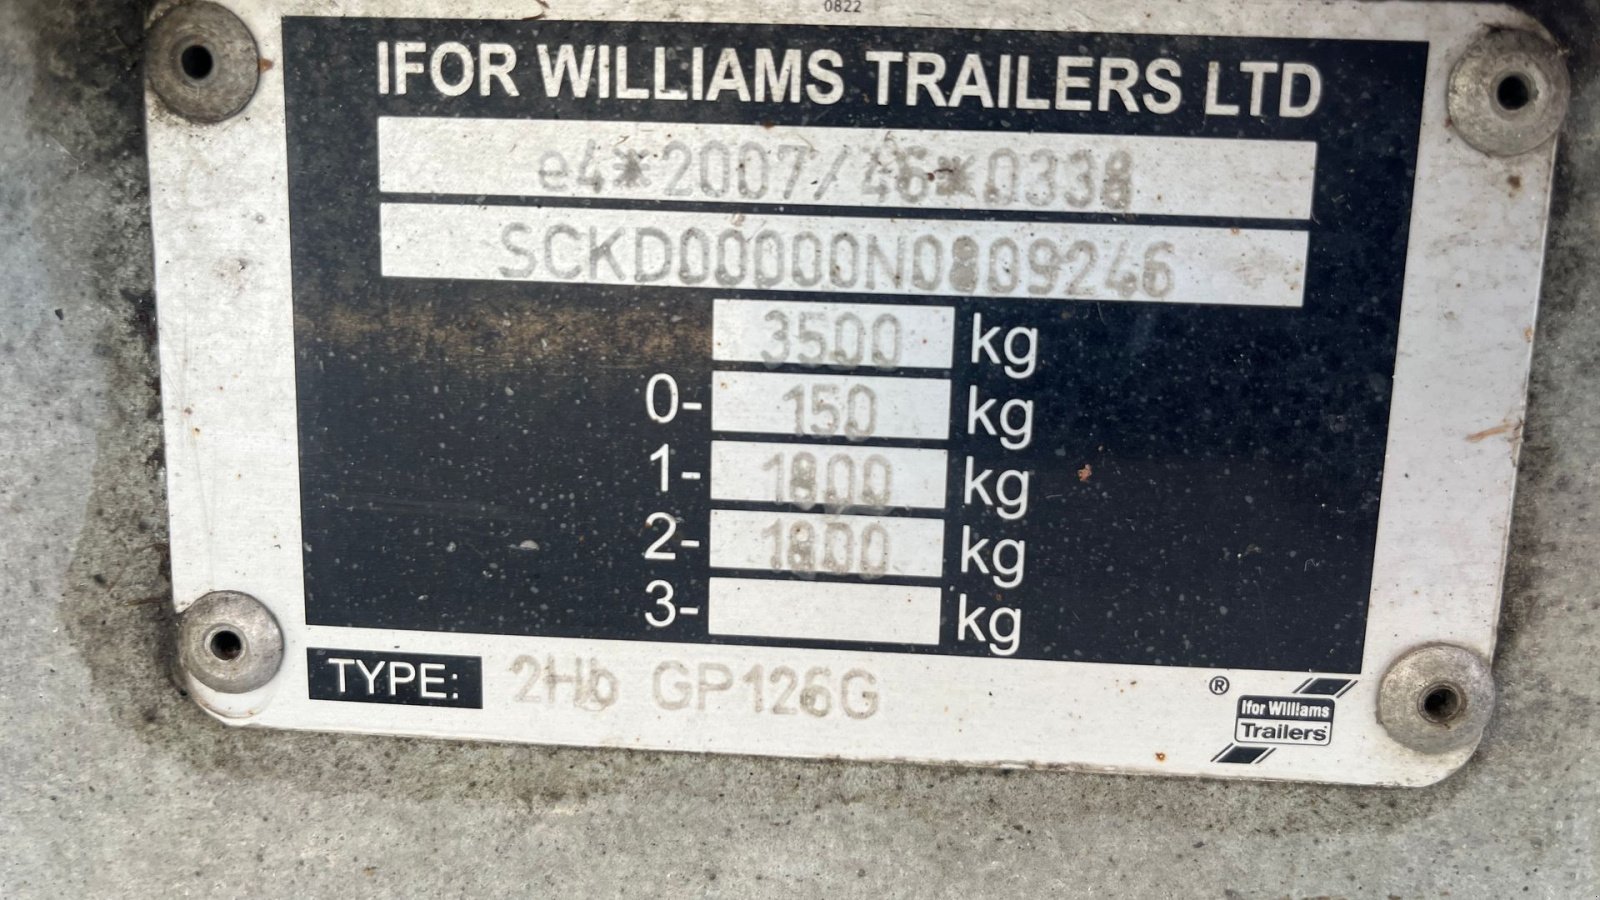 0822
IFOR WILLIAMS TRAILERS LTD
e4*2007/46*0338
SCKD00000N0809246
3500 kg
0- 150 kg
1- 1800 kg
2- 1800 kg
3- kg
TYPE: 2Hb GP126G
®
Ifor Williams
Trailers